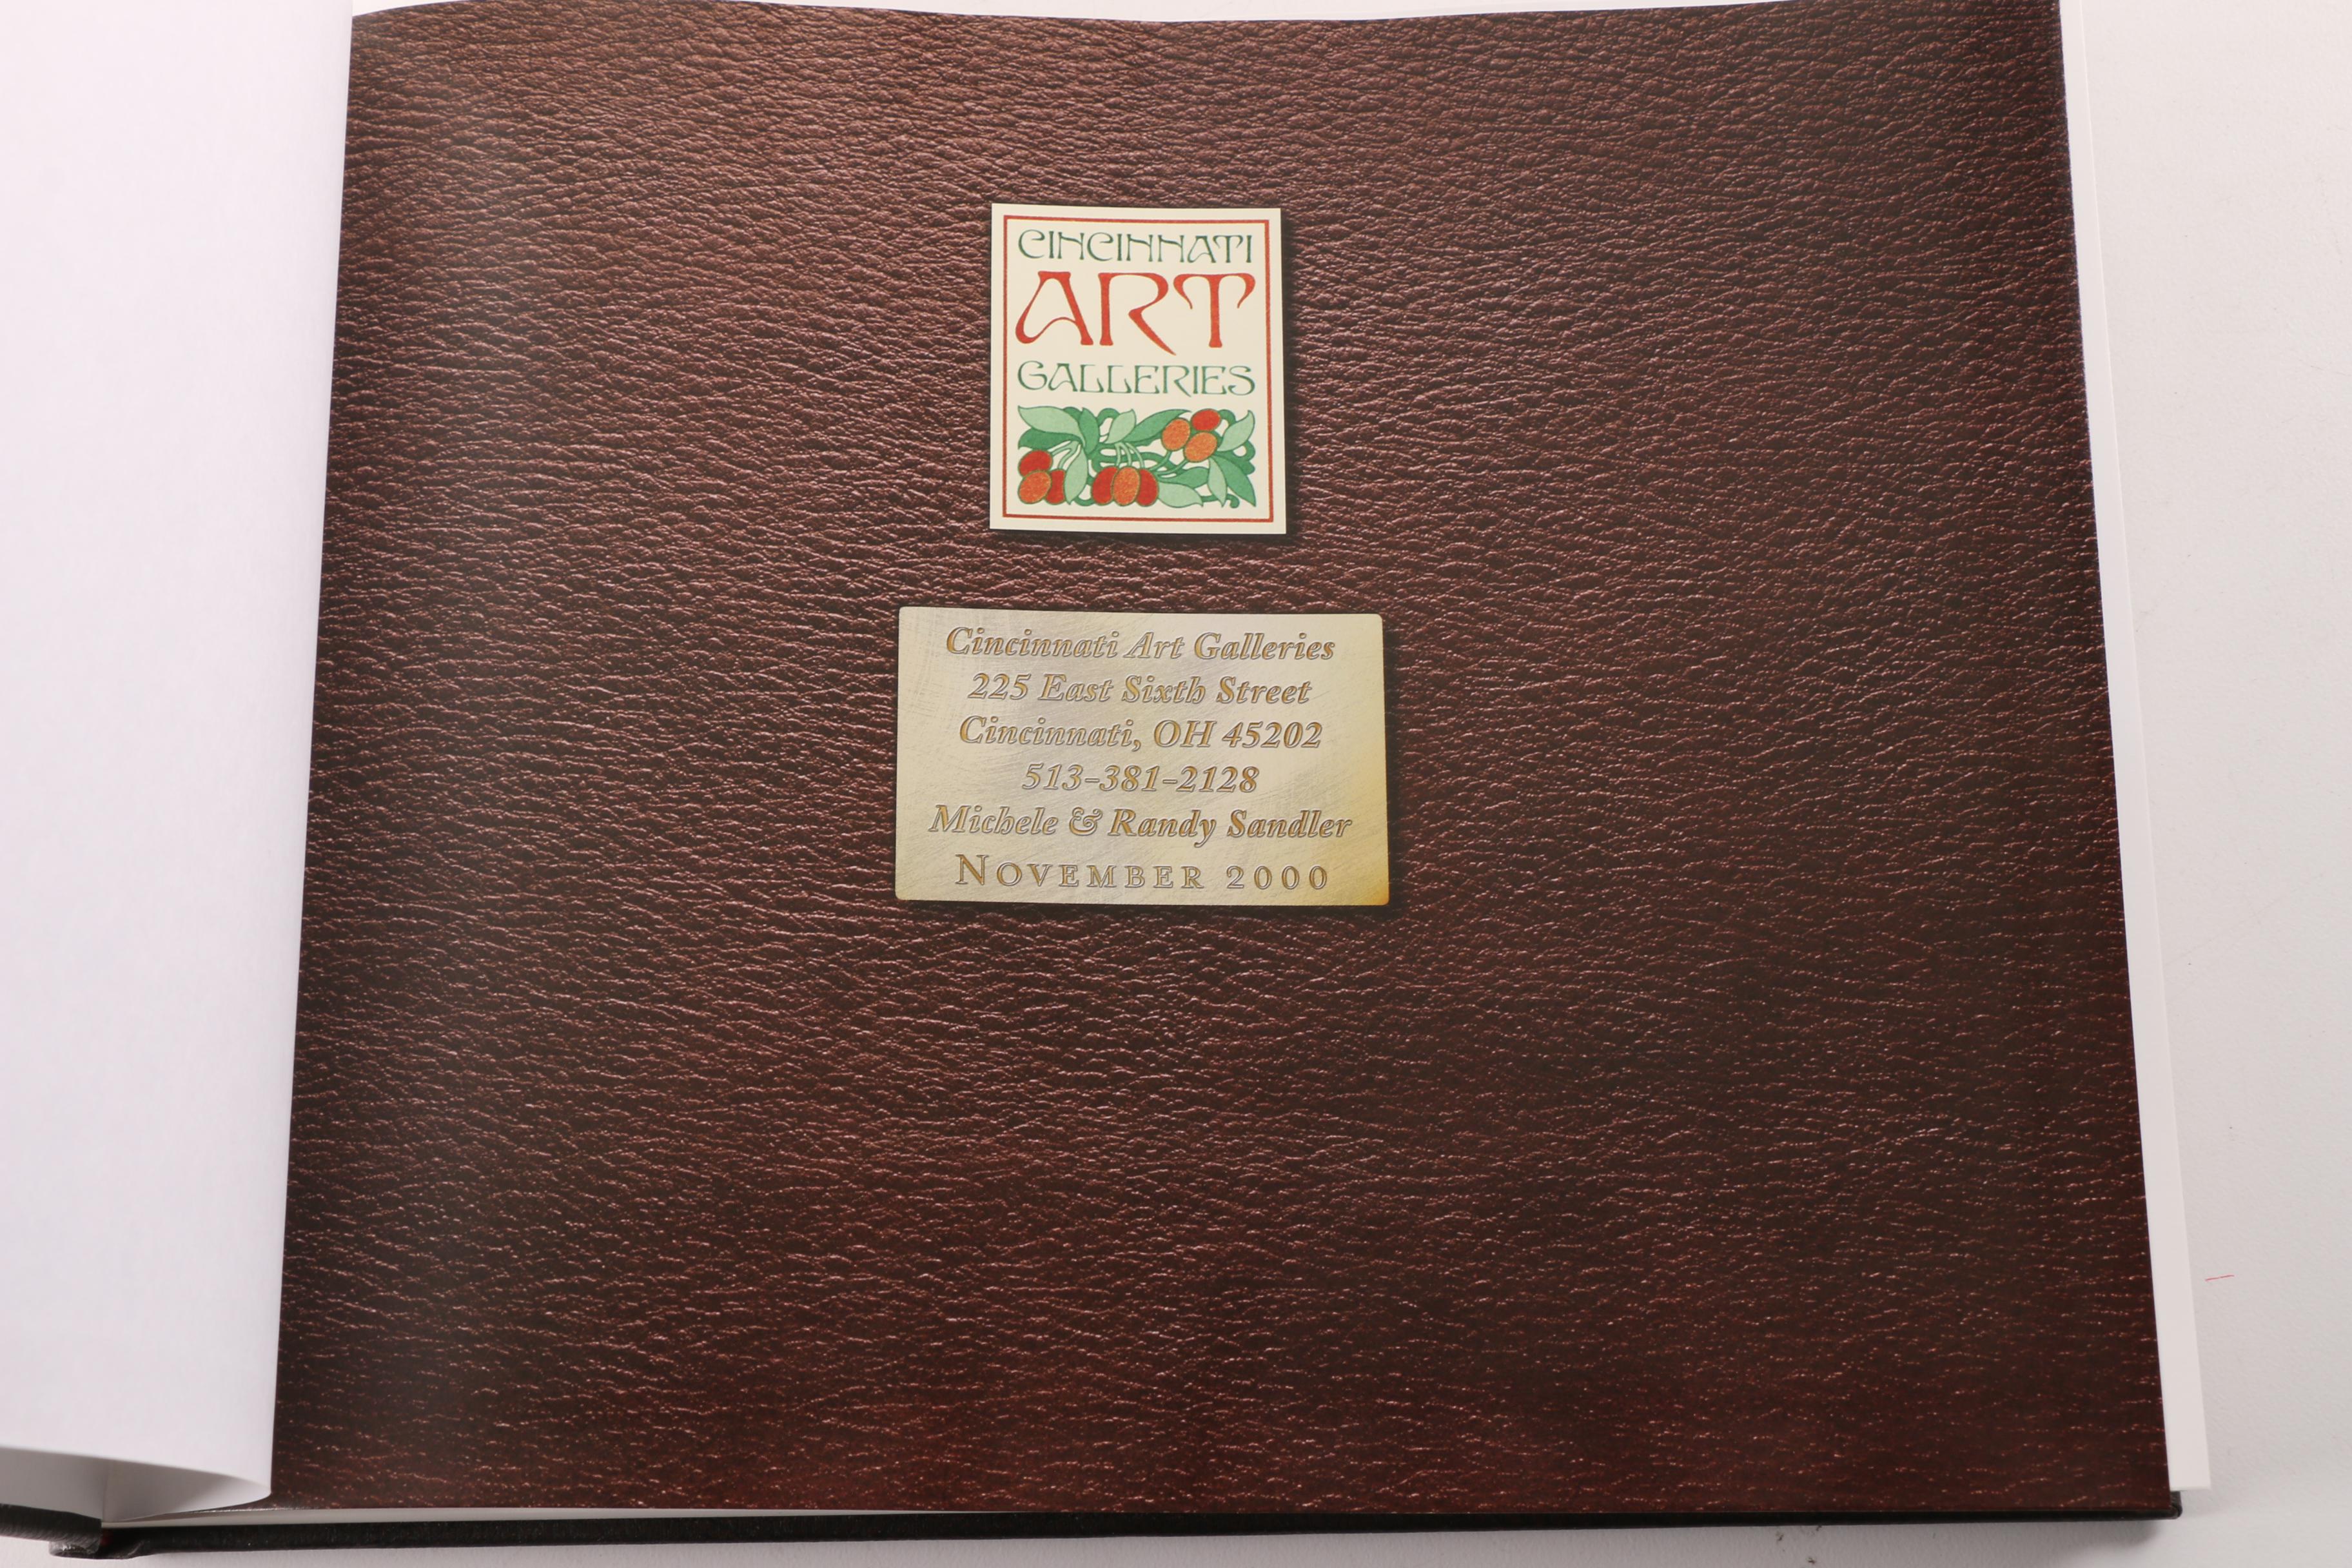 CINCINNATI
ART
GALLERIES
Cincinnati Art Galleries
225 East Sixth Street
Cincinnati, OH 45202
513-381-2128
Michele & Randy Sandler
NOVEMBER 2000